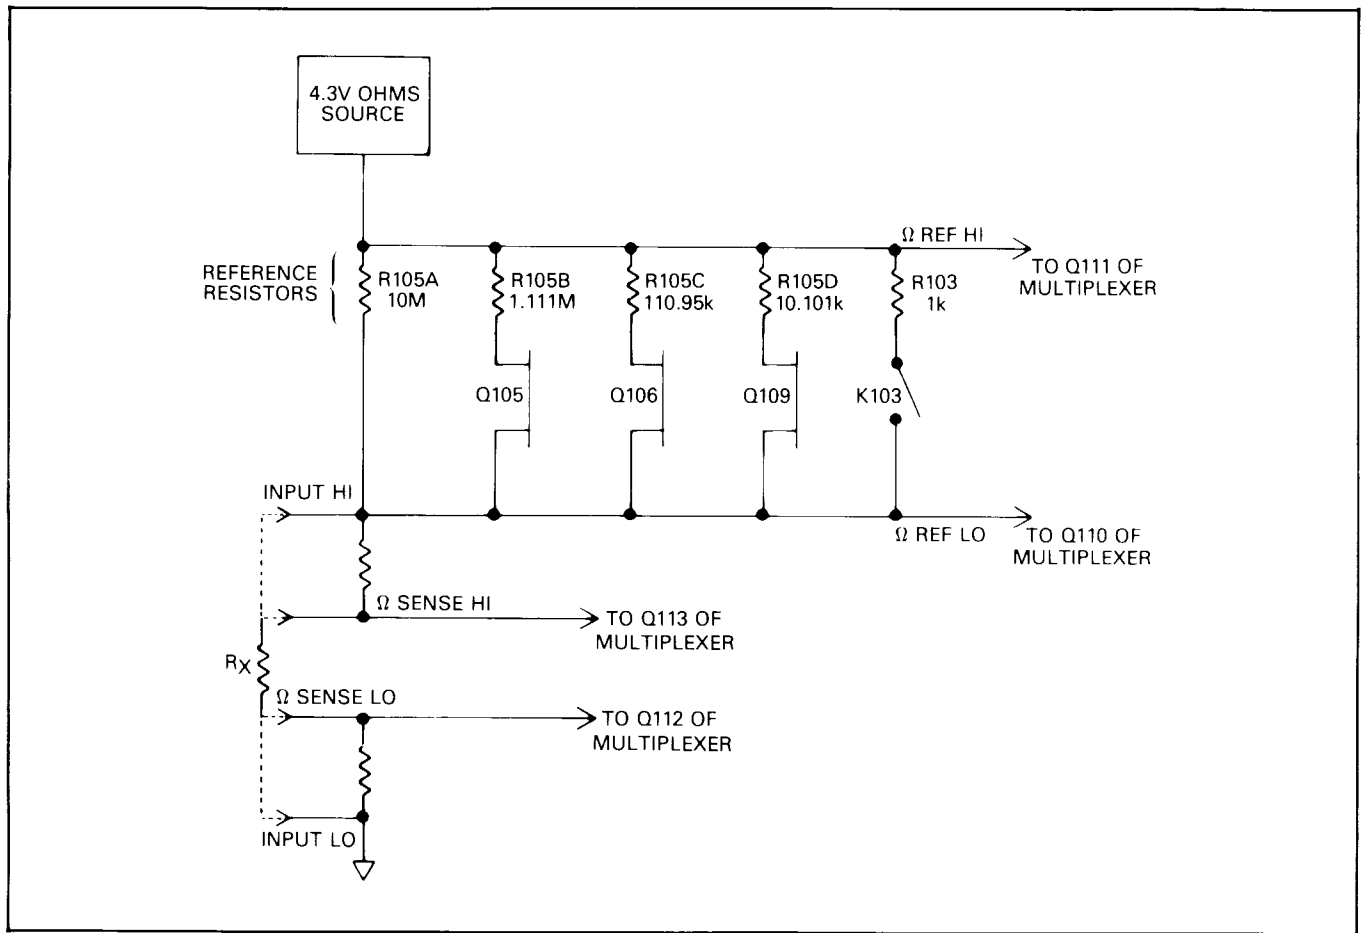 4.3V OHMS
SOURCE
Ω REF HI
TO Q111 OF
MULTIPLEXER
REFERENCE
RESISTORS
R105A
10M
R105B
1.111M
R105C
110.95k
R105D
10.101k
R103
1k
Q105
Q106
Q109
K103
INPUT HI
Ω REF LO
TO Q110 OF
MULTIPLEXER
Ω SENSE HI
TO Q113 OF
MULTIPLEXER
RX
Ω SENSE LO
TO Q112 OF
MULTIPLEXER
INPUT LO